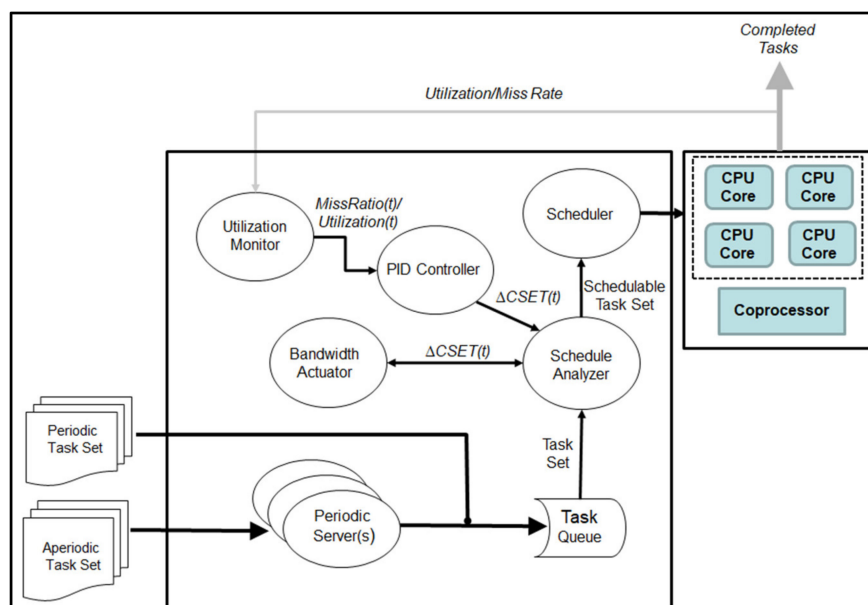 Completed
Tasks
Utilization/Miss Rate
MissRatio(t)/
Utilization(t)
Utilization
Monitor
PID Controller
Scheduler
CPU
Core
CPU
Core
CPU
Core
CPU
Core
Coprocessor
ΔCSET(t)
Schedulable
Task Set
Bandwidth
Actuator
ΔCSET(t)
Schedule
Analyzer
Periodic
Task Set
Task
Set
Aperiodic
Task Set
Periodic
Server(s)
Task
Queue